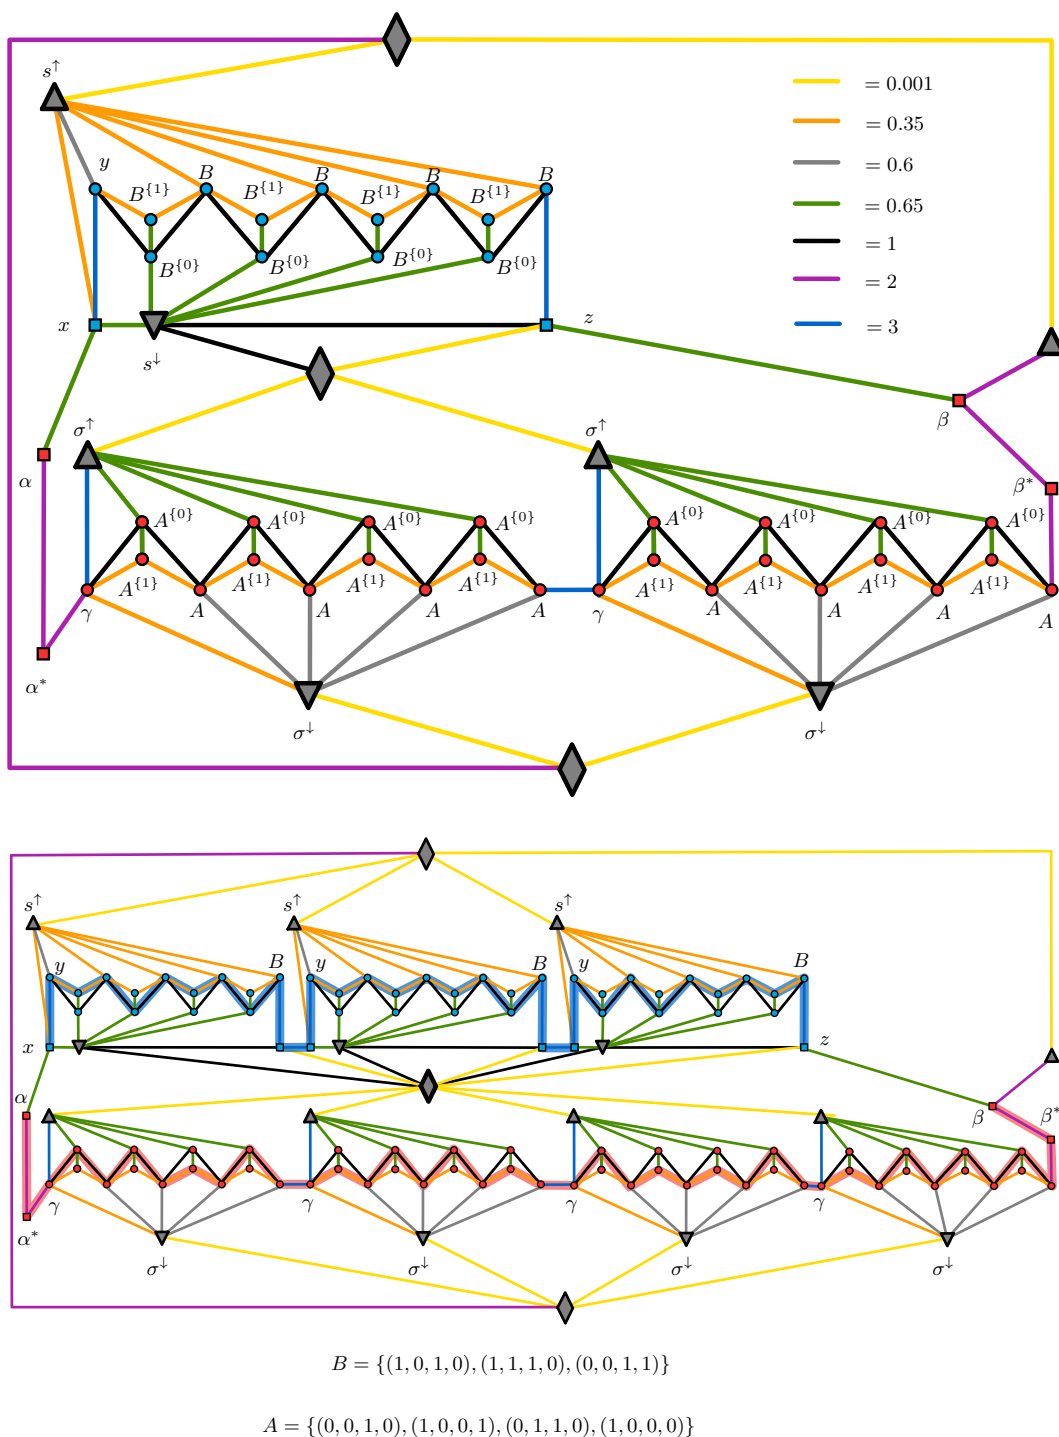 s↑
= 0.001
= 0.35
y B B B B
= 0.6
B^{1} B^{1} B^{1} B^{1}
= 0.65
= 1
B^{0} B^{0} B^{0} B^{0}
= 2
x z
= 3
s↓
β
σ↑ σ↑
α β*
A^{0} A^{0} A^{0} A^{0} A^{0} A^{0} A^{0} A^{0}
A^{1} A^{1} A^{1} A^{1} A^{1} A^{1} A^{1} A^{1}
γ A A A A γ A A A A
α*
σ↓ σ↓
s↑ s↑ s↑
y B y B y B
x z
α β β*
γ γ γ γ
α*
σ↓ σ↓ σ↓ σ↓
B = {(1, 0, 1, 0), (1, 1, 1, 0), (0, 0, 1, 1)}
A = {(0, 0, 1, 0), (1, 0, 0, 1), (0, 1, 1, 0), (1, 0, 0, 0)}